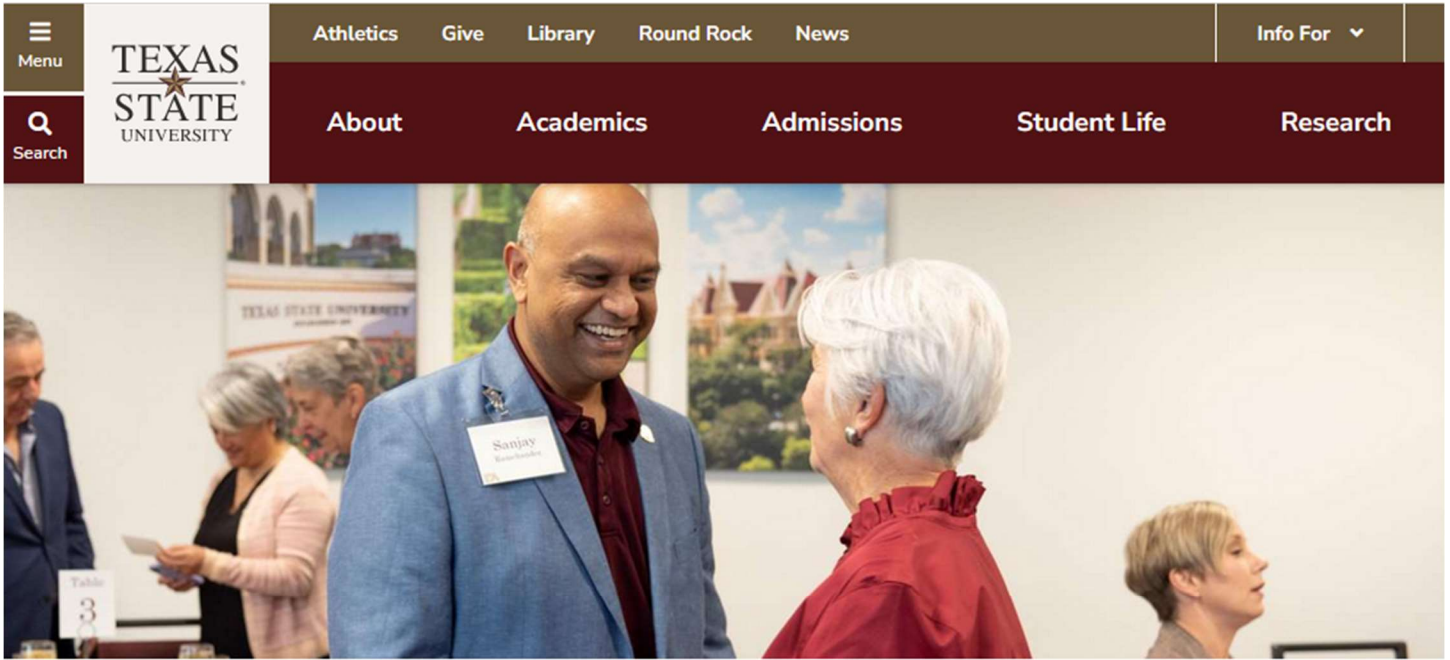 Menu
Search
TEXAS
STATE
UNIVERSITY
Athletics Give Library Round Rock News Info For
About Academics Admissions Student Life Research
TEXAS STATE UNIVERSITY
Sanjay
Table
3